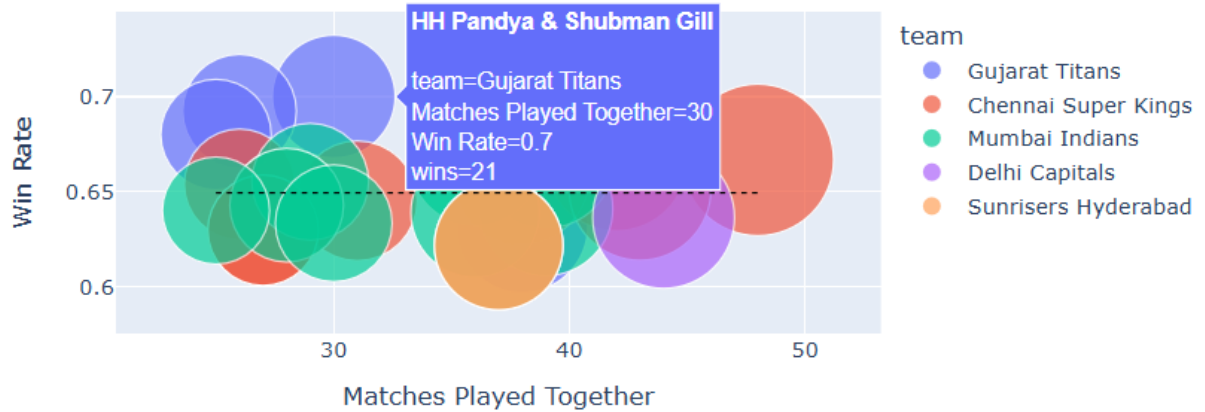 HH Pandya & Shubman Gill
team=Gujarat Titans
Matches Played Together=30
Win Rate=0.7
wins=21
team
Gujarat Titans
Chennai Super Kings
Mumbai Indians
Delhi Capitals
Sunrisers Hyderabad
Win Rate
0.7
0.65
0.6
30
40
50
Matches Played Together